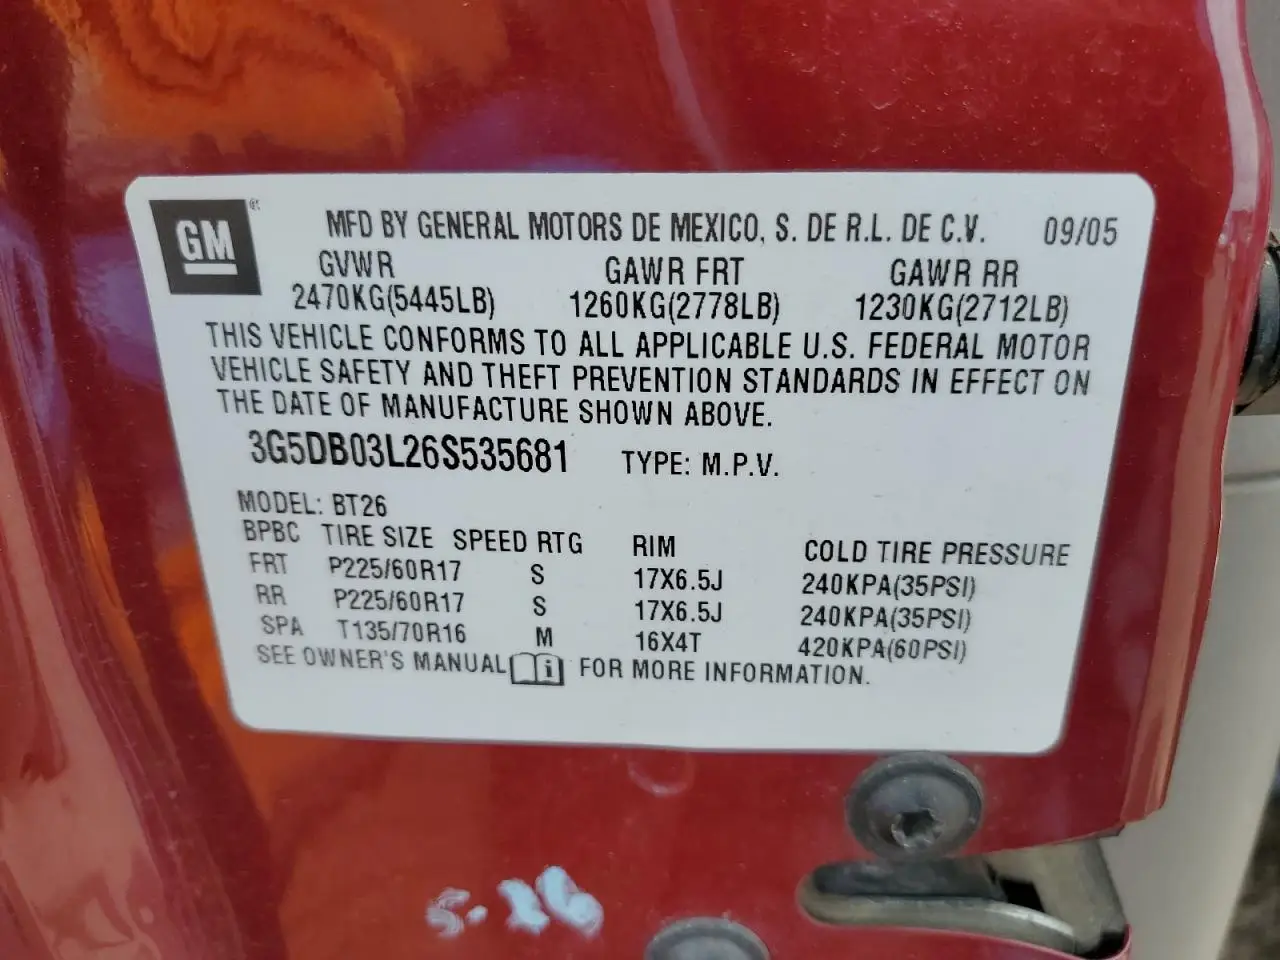 GM®
MFD BY GENERAL MOTORS DE MEXICO, S. DE R.L. DE C.V. 09/05
GVWR GAWR FRT GAWR RR
2470KG(5445LB) 1260KG(2778LB) 1230KG(2712LB)
THIS VEHICLE CONFORMS TO ALL APPLICABLE U.S. FEDERAL MOTOR
VEHICLE SAFETY AND THEFT PREVENTION STANDARDS IN EFFECT ON
THE DATE OF MANUFACTURE SHOWN ABOVE.
3G5DB03L26S535681 TYPE: M.P.V.
MODEL: BT26
BPBC TIRE SIZE SPEED RTG RIM COLD TIRE PRESSURE
FRT P225/60R17 S 17X6.5J 240KPA(35PSI)
RR P225/60R17 S 17X6.5J 240KPA(35PSI)
SPA T135/70R16 M 16X4T 420KPA(60PSI)
SEE OWNER'S MANUAL i FOR MORE INFORMATION.